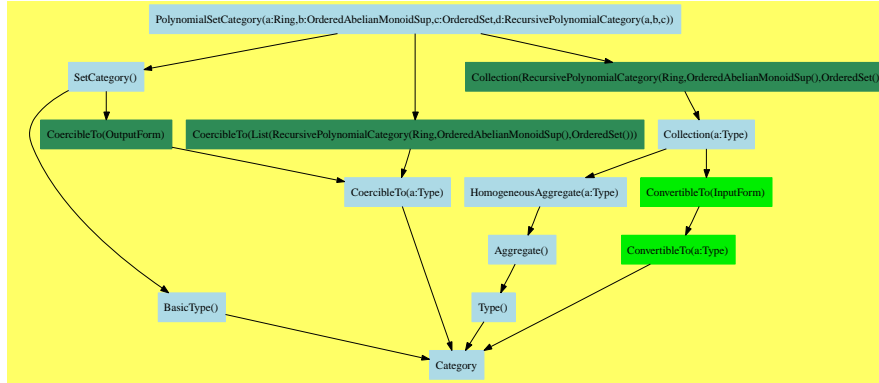 PolynomialSetCategory(a:Ring,b:OrderedAbelianMonoidSup,c:OrderedSet,d:RecursivePolynomialCategory(a,b,c))
SetCategory()
Collection(RecursivePolynomialCategory(Ring,OrderedAbelianMonoidSup(),OrderedSet()
CoercibleTo(OutputForm)
CoercibleTo(List(RecursivePolynomialCategory(Ring,OrderedAbelianMonoidSup(),OrderedSet())))
Collection(a:Type)
CoercibleTo(a:Type)
HomogeneousAggregate(a:Type)
ConvertibleTo(InputForm)
Aggregate()
ConvertibleTo(a:Type)
BasicType()
Type()
Category